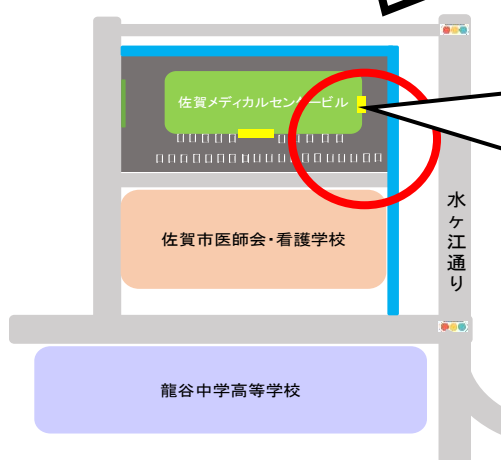 佐賀メディカルセンタービル
佐賀市医師会・看護学校
水ヶ江通り
龍谷中学高等学校